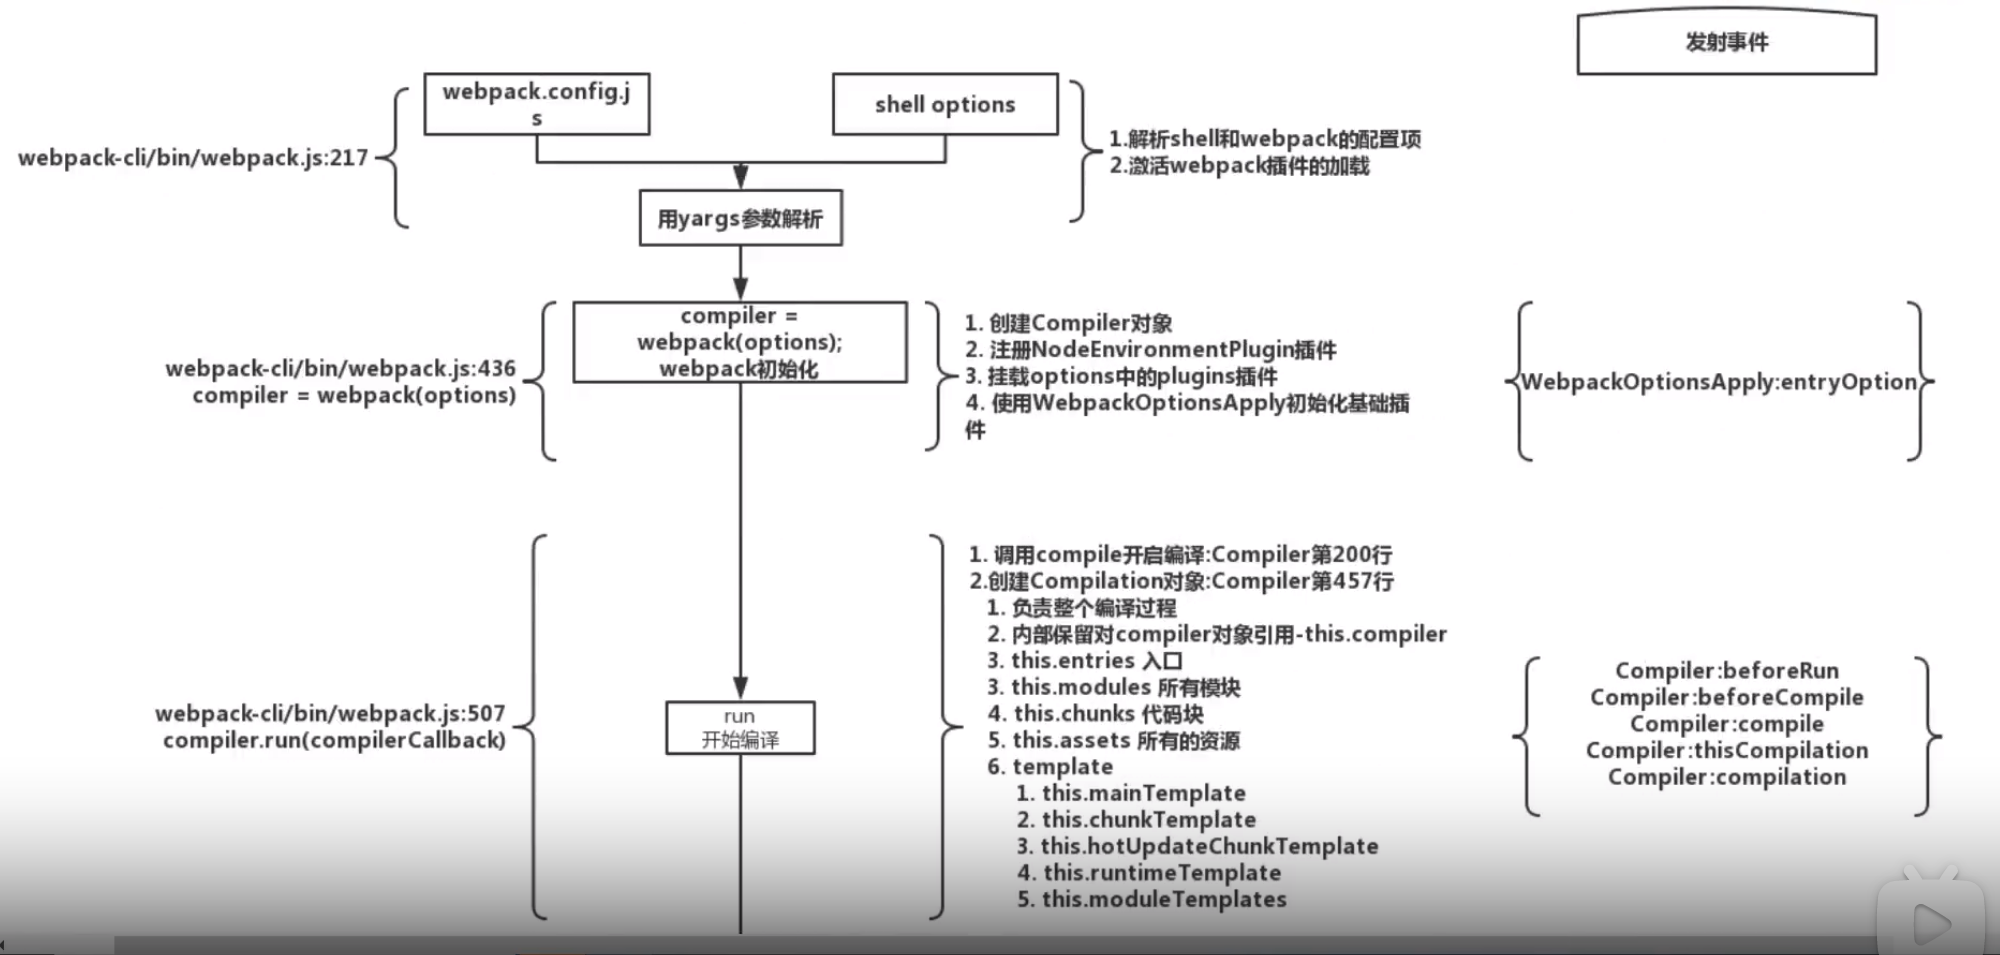 发射事件
webpack.config.j
s
shell options
webpack-cli/bin/webpack.js:217
1.解析shell和webpack的配置项
2.激活webpack插件的加载
用yargs参数解析
compiler =
webpack(options);
webpack初始化
webpack-cli/bin/webpack.js:436
compiler = webpack(options)
1. 创建Compiler对象
2. 注册NodeEnvironmentPlugin插件
3. 挂载options中的plugins插件
4. 使用WebpackOptionsApply初始化基础插
件
WebpackOptionsApply:entryOption
webpack-cli/bin/webpack.js:507
compiler.run(compilerCallback)
run
开始编译
1. 调用compile开启编译:Compiler第200行
2.创建Compilation对象:Compiler第457行
1. 负责整个编译过程
2. 内部保留对compiler对象引用-this.compiler
3. this.entries 入口
3. this.modules 所有模块
4. this.chunks 代码块
5. this.assets 所有的资源
6. template
1. this.mainTemplate
2. this.chunkTemplate
3. this.hotUpdateChunkTemplate
4. this.runtimeTemplate
5. this.moduleTemplates
Compiler:beforeRun
Compiler:beforeCompile
Compiler:compile
Compiler:thisCompilation
Compiler:compilation